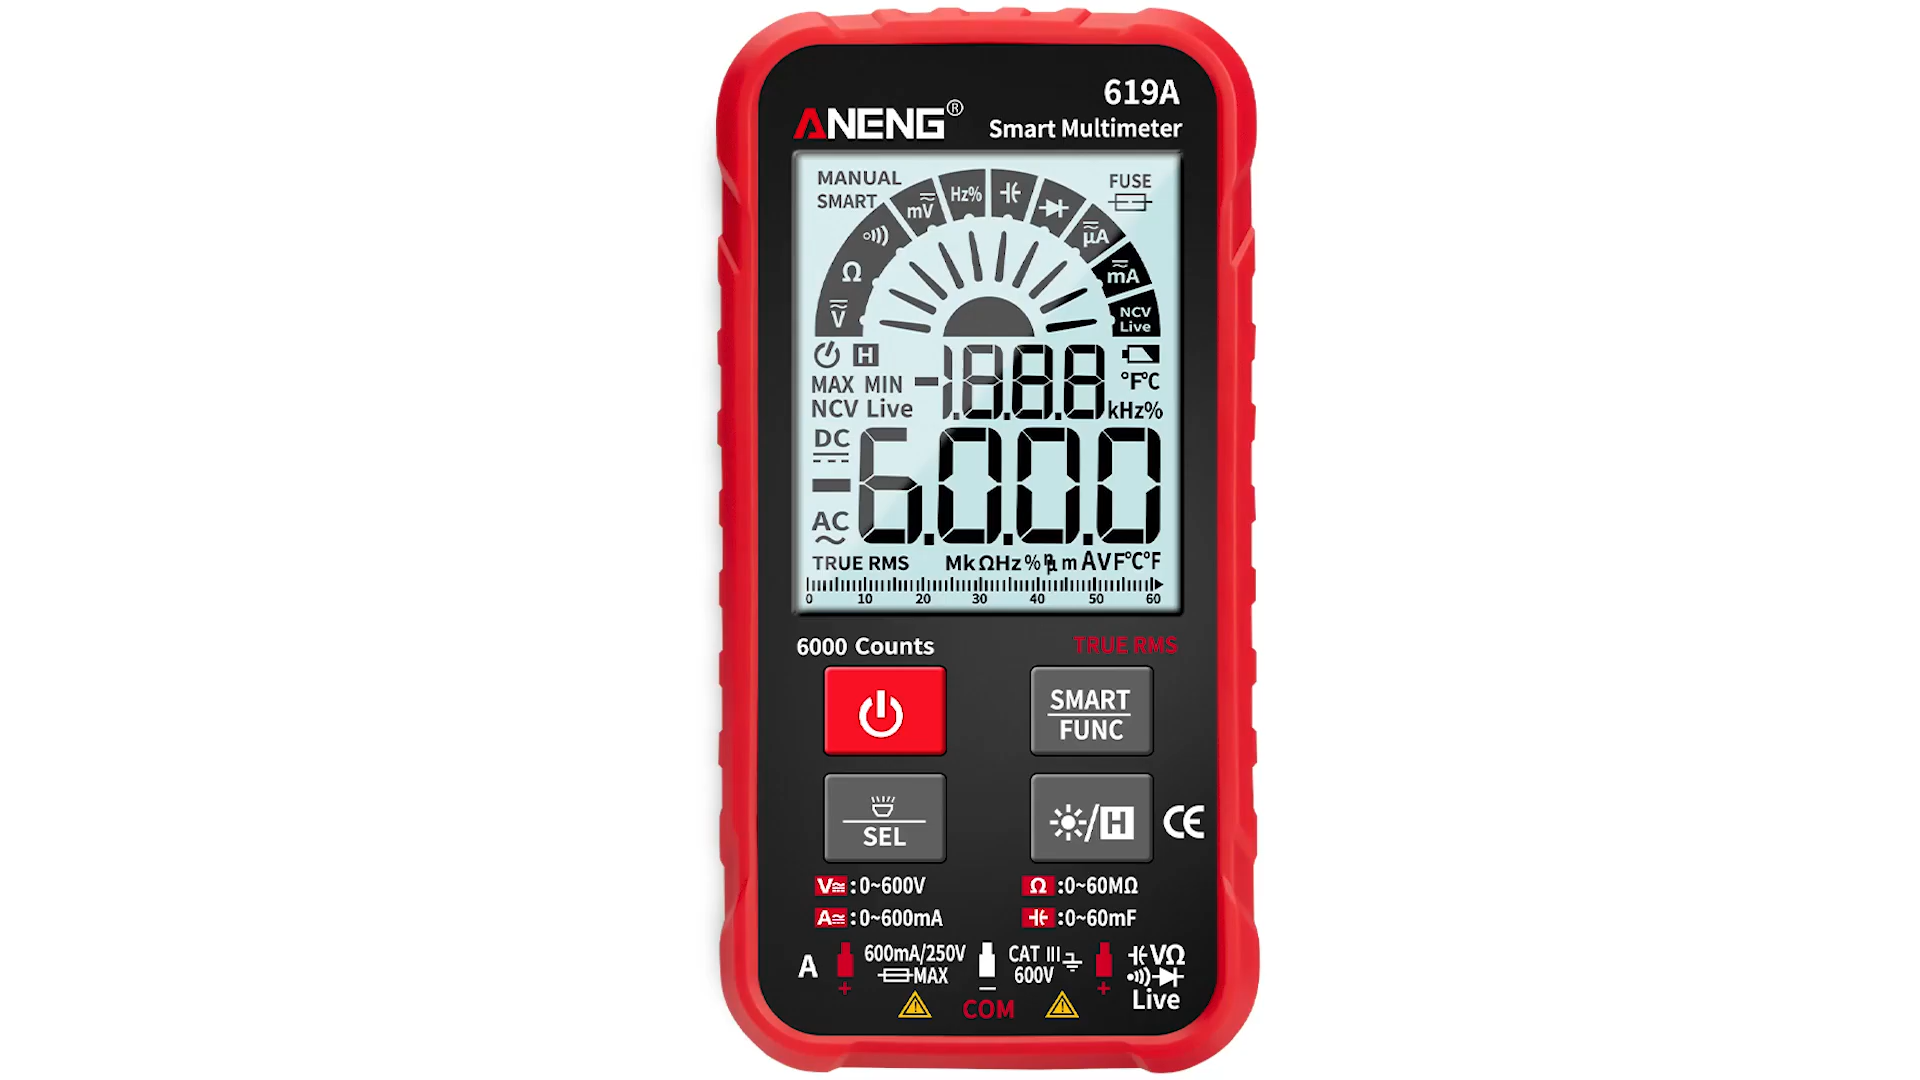 619A
ANENG®
Smart Multimeter
MANUAL
SMART
FUSE
Hz%
mV
µA
Ω
mA
V
NCV
Live
H
MAX MIN
-1.8.8.8
°F°C
NCV Live
kHz%
DC
6.0.0.0
AC
TRUE RMS
MkΩHz%nµmAVF°C°F
0 10 20 30 40 50 60
6000 Counts
TRUE RMS
SMART
FUNC
SEL
/H
CE
V≅:0~600V
Ω:0~60MΩ
A≅:0~600mA
:0~60mF
A
600mA/250V
MAX
CAT III
600V
VΩ
Live
+
−
+
COM